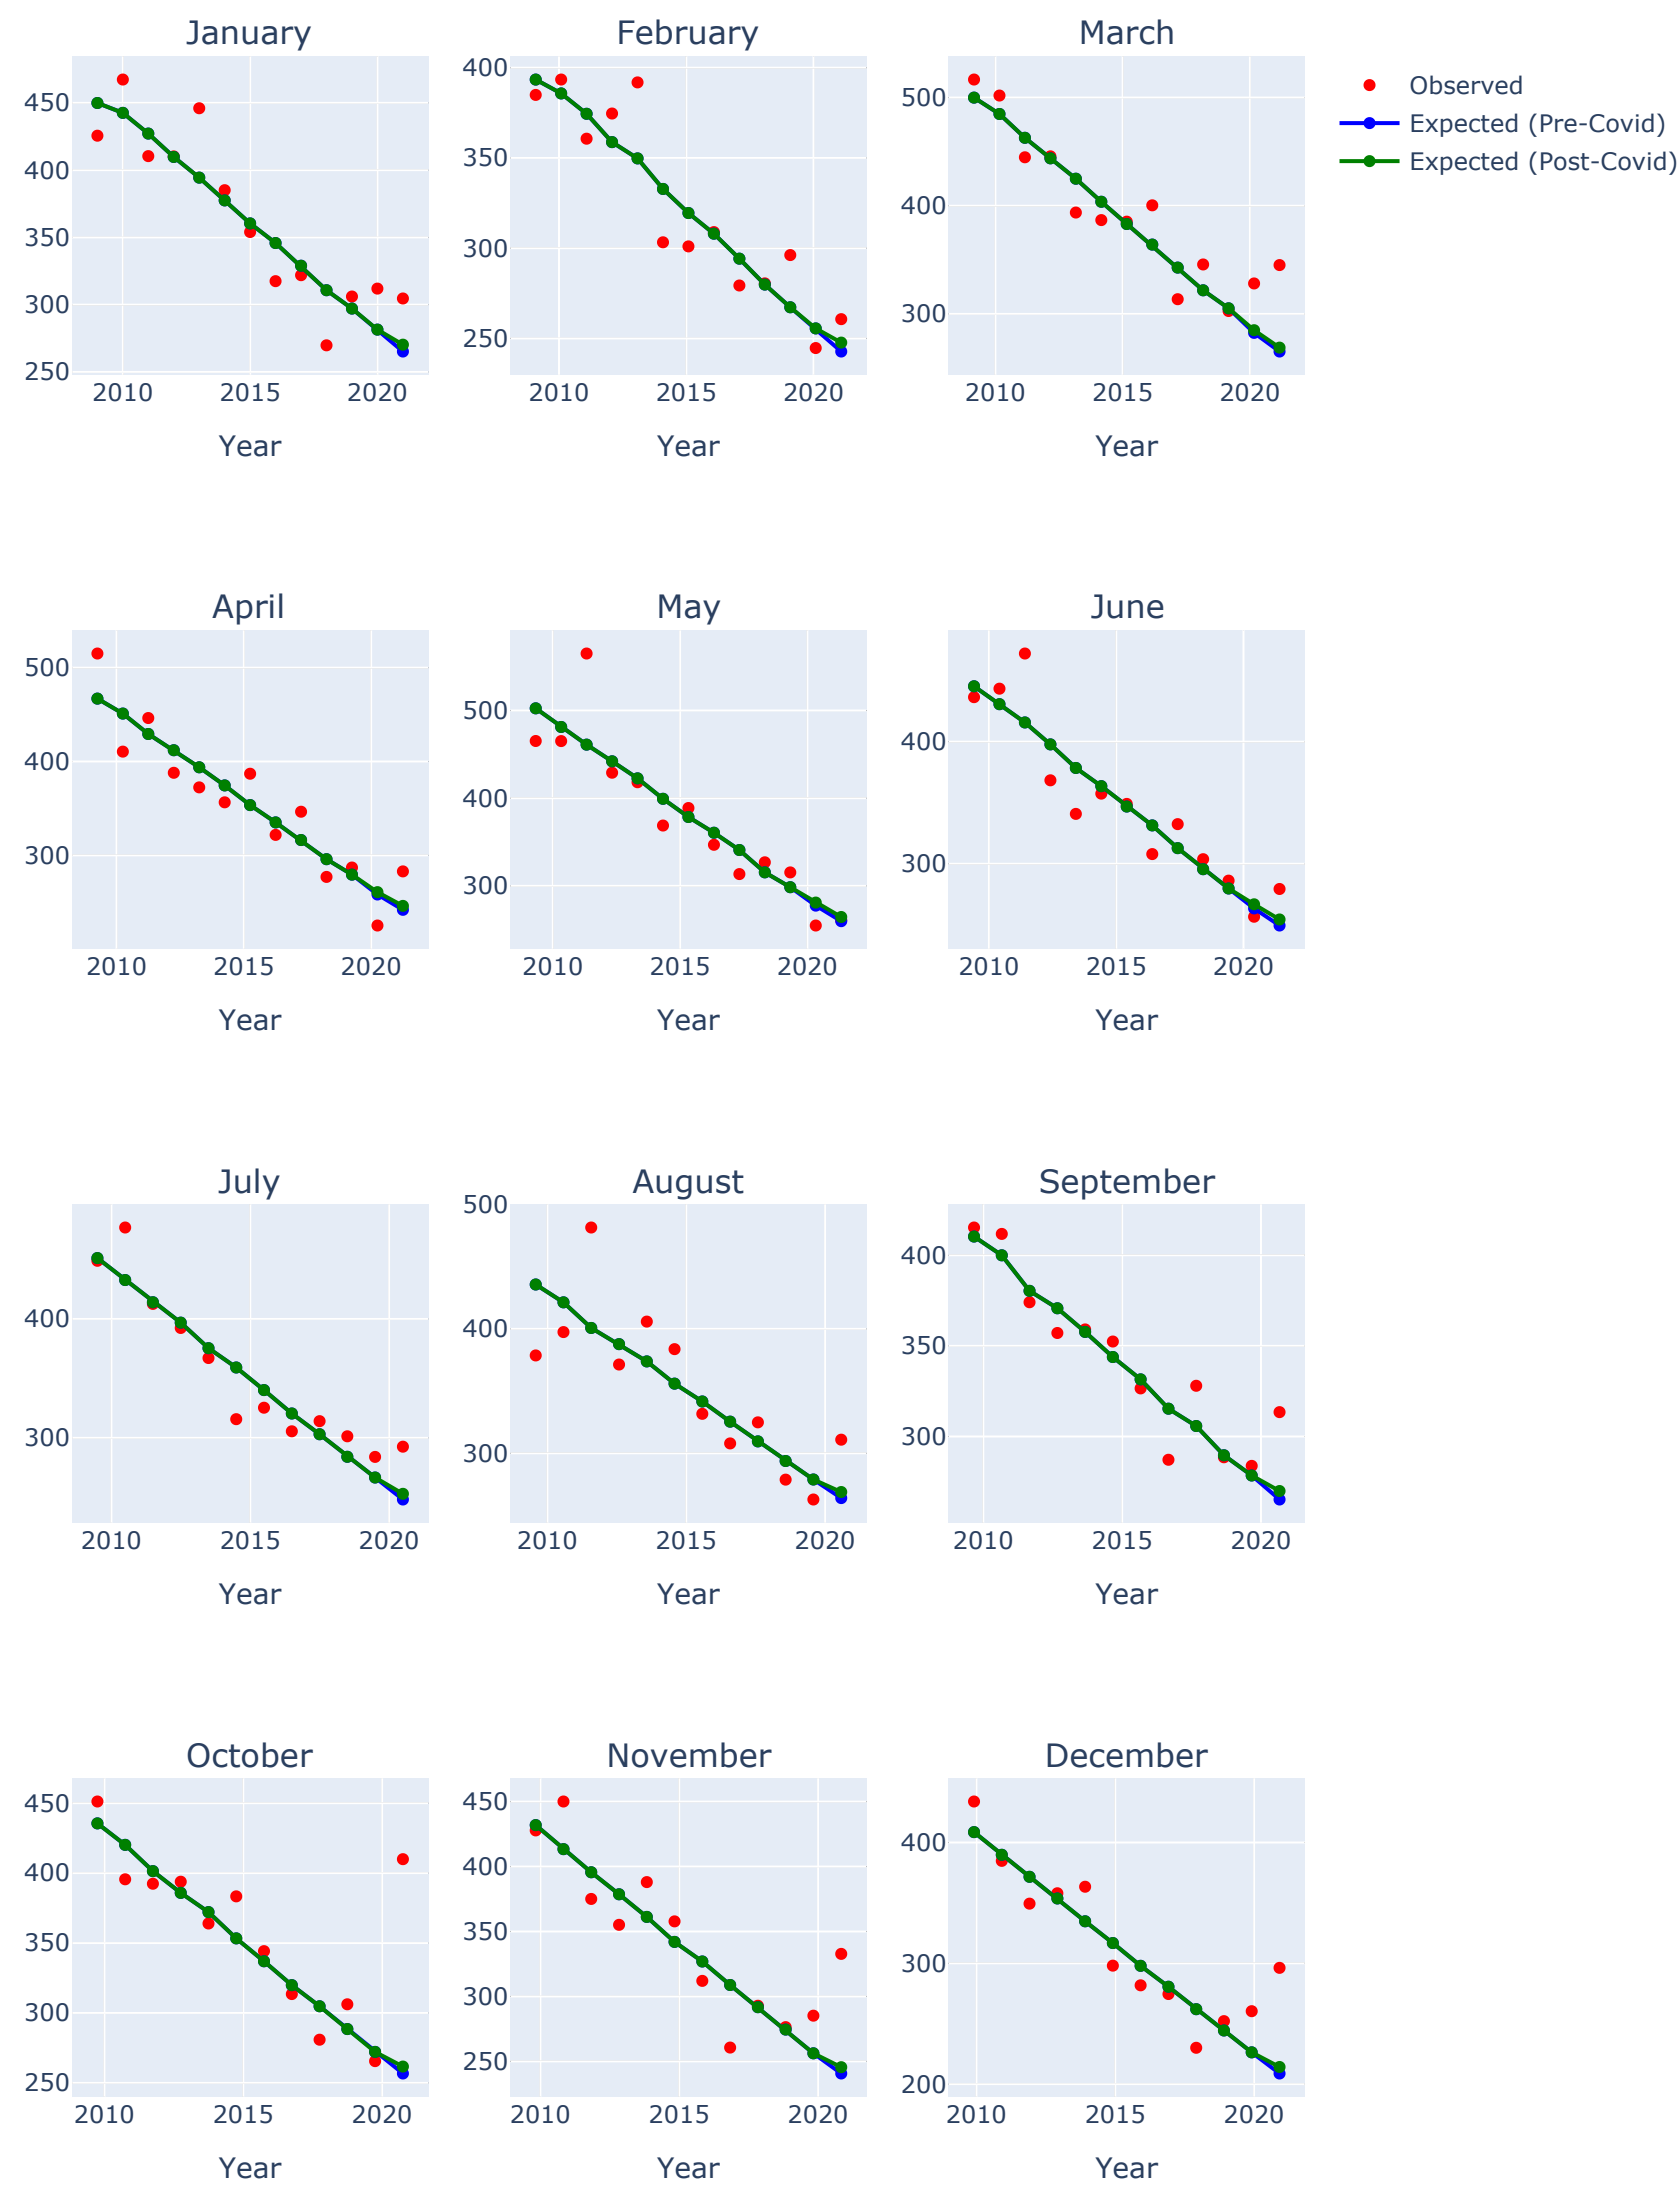 January
February
March
Observed
Expected (Pre-Covid)
Expected (Post-Covid)
450
400
350
300
250
2010 2015 2020
Year
400
350
300
250
2010 2015 2020
Year
500
400
300
2010 2015 2020
Year
April
500
400
300
2010 2015 2020
Year
May
500
400
300
2010 2015 2020
Year
June
400
300
2010 2015 2020
Year
July
400
300
2010 2015 2020
Year
August
500
400
300
2010 2015 2020
Year
September
400
350
300
2010 2015 2020
Year
October
450
400
350
300
250
2010 2015 2020
Year
November
450
400
350
300
250
2010 2015 2020
Year
December
400
300
200
2010 2015 2020
Year